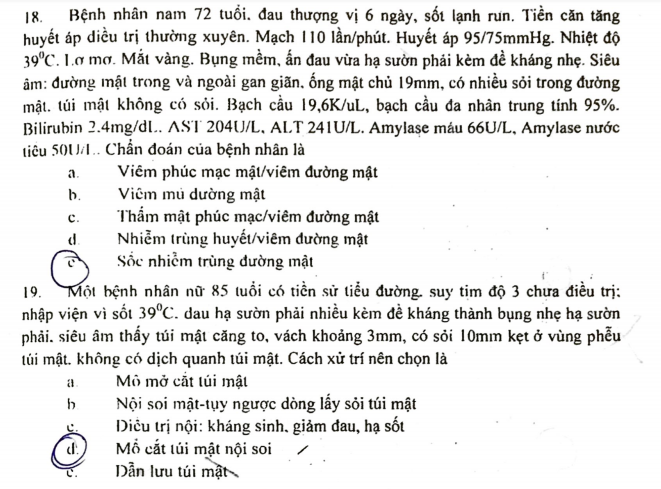 18. Bệnh nhân nam 72 tuổi. đau thượng vị 6 ngày, sốt lạnh run. Tiền căn tăng
huyết áp điều trị thường xuyên. Mạch 110 lần/phút. Huyết áp 95/75mmHg. Nhiệt độ
39⁰C. Lơ mơ. Mắt vàng. Bụng mềm, ấn đau vừa hạ sườn phải kèm đề kháng nhẹ. Siêu
âm: đường mật trong và ngoài gan giãn, ống mật chủ 19mm, có nhiều sỏi trong đường
mật. túi mật không có sỏi. Bạch cầu 19,6K/uL, bạch cầu đa nhân trung tính 95%.
Bilirubin 2.4mg/dL. AST 204U/L, ALT 241U/L. Amylase máu 66U/L, Amylase nước
tiểu 50U/L. Chẩn đoán của bệnh nhân là
a. Viêm phúc mạc mật/viêm đường mật
b. Viêm mủ đường mật
c. Thấm mật phúc mạc/viêm đường mật
d. Nhiễm trùng huyết/viêm đường mật
e. Sốc nhiễm trùng đường mật
19. Một bệnh nhân nữ 85 tuổi có tiền sử tiểu đường. suy tim độ 3 chưa điều trị;
nhập viện vì sốt 39⁰C. đau hạ sườn phải nhiều kèm đề kháng thành bụng nhẹ hạ sườn
phải. siêu âm thấy túi mật căng to, vách khoảng 3mm, có sỏi 10mm kẹt ở vùng phễu
túi mật. không có dịch quanh túi mật. Cách xử trí nên chọn là
a. Mổ mở cắt túi mật
b Nội soi mật-tụy ngược dòng lấy sỏi túi mật
c. Điều trị nội: kháng sinh, giảm đau, hạ sốt
d. Mổ cắt túi mật nội soi
e. Dẫn lưu túi mật